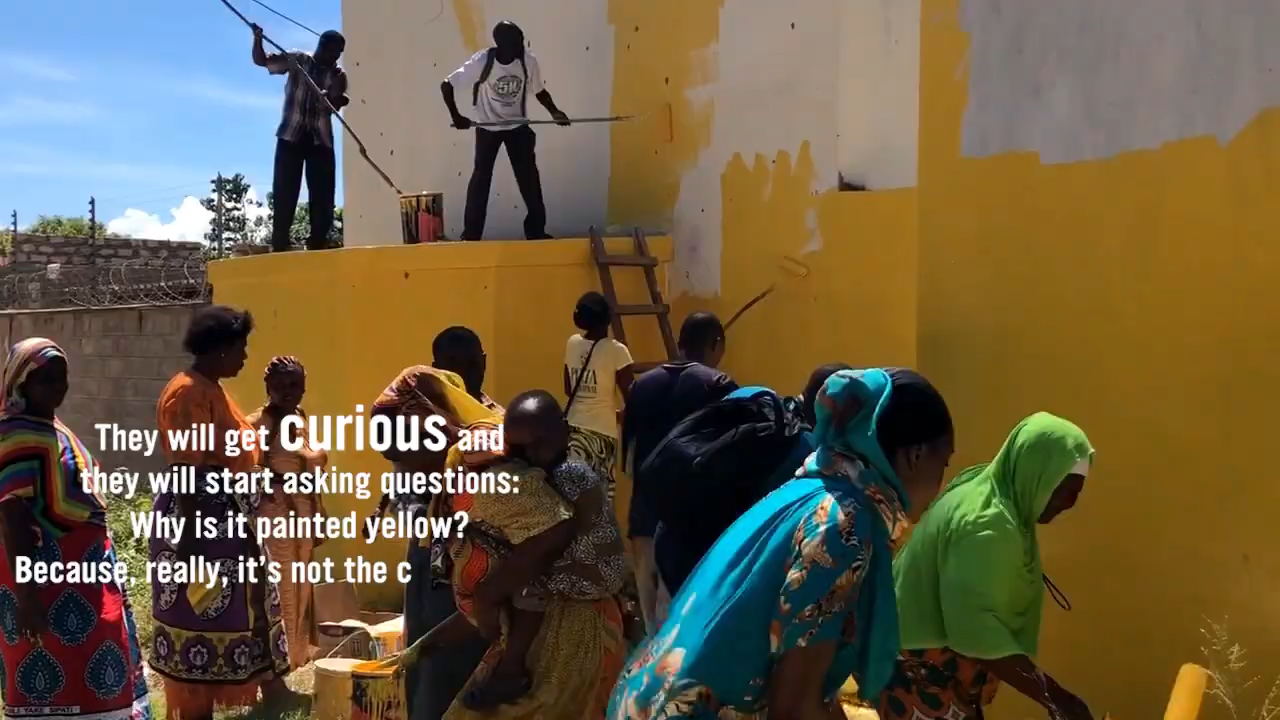 They will get curious and
they will start asking questions:
Why is it painted yellow?
Because, really, it's not the c